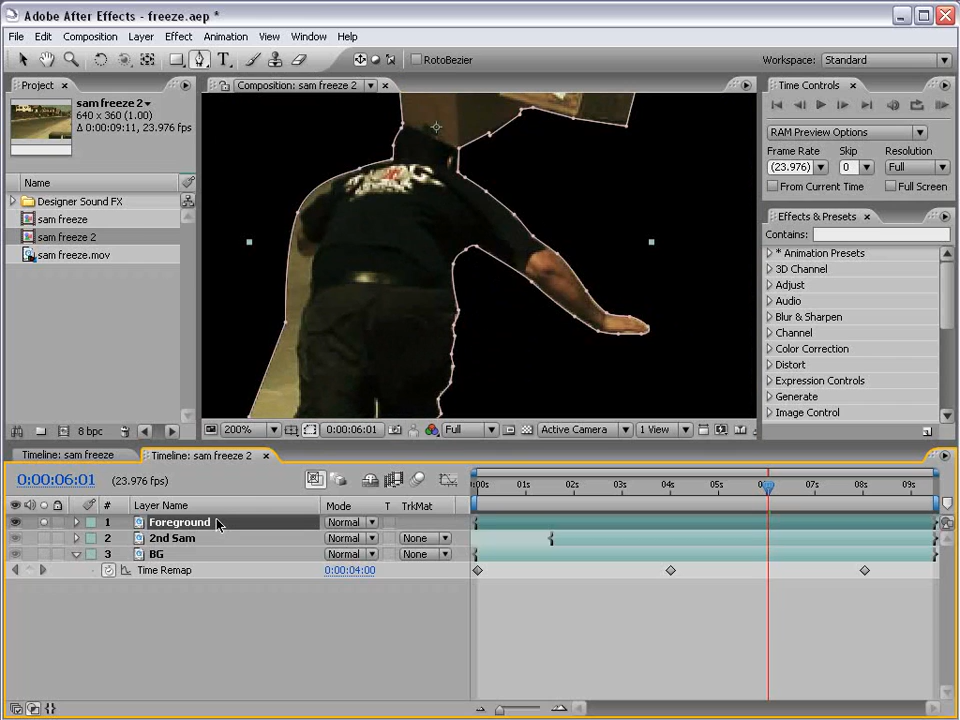 Adobe After Effects - freeze.aep *
File Edit Composition Layer Effect Animation View Window Help
RotoBezier
Workspace: Standard
Project ×
sam freeze 2
640 x 360 (1.00)
Δ 0:00:09:11, 23.976 fps
Name
Designer Sound FX
sam freeze
sam freeze 2
sam freeze.mov
8 bpc
Composition: sam freeze 2 ×
200% 0:00:06:01 Full Active Camera 1 View
Time Controls ×
RAM Preview Options
Frame Rate Skip Resolution
(23.976) 0 Full
From Current Time Full Screen
Effects & Presets ×
Contains:
* Animation Presets
3D Channel
Adjust
Audio
Blur & Sharpen
Channel
Color Correction
Distort
Expression Controls
Generate
Image Control
Timeline: sam freeze Timeline: sam freeze 2 ×
0:00:06:01 (23.976 fps)
# Layer Name Mode T TrkMat
1 Foreground Normal
2 2nd Sam Normal None
3 BG Normal None
Time Remap 0:00:04:00
:00s 01s 02s 03s 04s 05s 07s 08s 09s